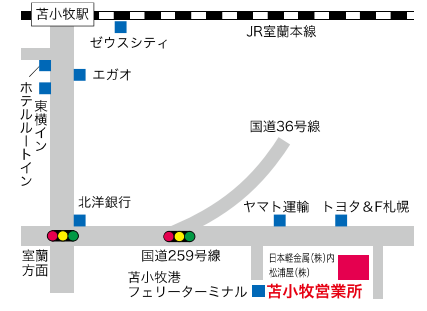 苫小牧駅
JR室蘭本線
ゼウスシティ
エガオ
ホテルルートイン
東横イン
国道36号線
北洋銀行
ヤマト運輸
トヨタ&F札幌
室蘭
方面
国道259号線
日本軽金属(株)内
松浦屋(株)
苫小牧港
フェリーターミナル
苫小牧営業所